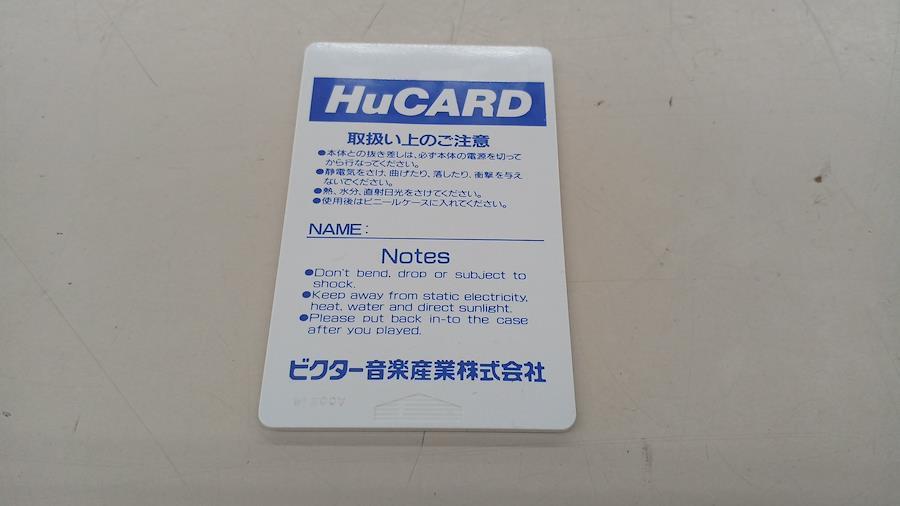 HuCARD
取扱い上のご注意
●本体との抜き差しは、必ず本体の電源を切って
から行なってください。
●静電気をさけ、曲げたり、落したり、衝撃を与え
ないでください。
●熱、水分、直射日光をさけてください。
●使用後はビニールケースに入れてください。
NAME:
Notes
●Don't bend, drop or subject to
shock.
●Keep away from static electricity,
heat, water and direct sunlight.
●Please put back in-to the case
after you played.
ビクター音楽産業株式会社